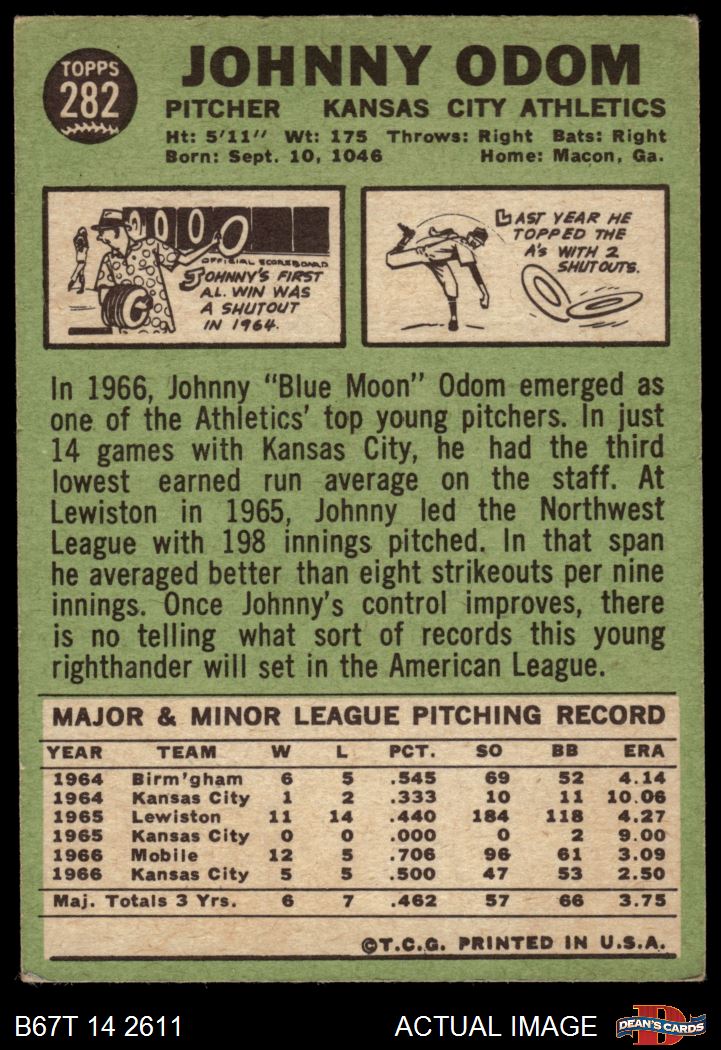 TOPPS
282
JOHNNY ODOM
PITCHER KANSAS CITY ATHLETICS
Ht: 5'11" Wt: 175 Throws: Right Bats: Right
Born: Sept. 10, 1046 Home: Macon, Ga.
0 0 0 0
OFFICIAL SCOREBOARD
JOHNNY'S FIRST
A.L. WIN WAS
A SHUTOUT
IN 1964.
LAST YEAR HE
TOPPED THE
A's WITH 2
SHUTOUTS.
In 1966, Johnny "Blue Moon" Odom emerged as
one of the Athletics' top young pitchers. In just
14 games with Kansas City, he had the third
lowest earned run average on the staff. At
Lewiston in 1965, Johnny led the Northwest
League with 198 innings pitched. In that span
he averaged better than eight strikeouts per nine
innings. Once Johnny's control improves, there
is no telling what sort of records this young
righthander will set in the American League.
MAJOR & MINOR LEAGUE PITCHING RECORD
YEAR TEAM W L PCT. SO BB ERA
1964 Birm'gham 6 5 .545 69 52 4.14
1964 Kansas City 1 2 .333 10 11 10.06
1965 Lewiston 11 14 .440 184 118 4.27
1965 Kansas City 0 0 .000 0 2 9.00
1966 Mobile 12 5 .706 96 61 3.09
1966 Kansas City 5 5 .500 47 53 2.50
Maj. Totals 3 Yrs. 6 7 .462 57 66 3.75
©T.C.G. PRINTED IN U.S.A.
B67T 14 2611 ACTUAL IMAGE
D
DEAN'S CARDS